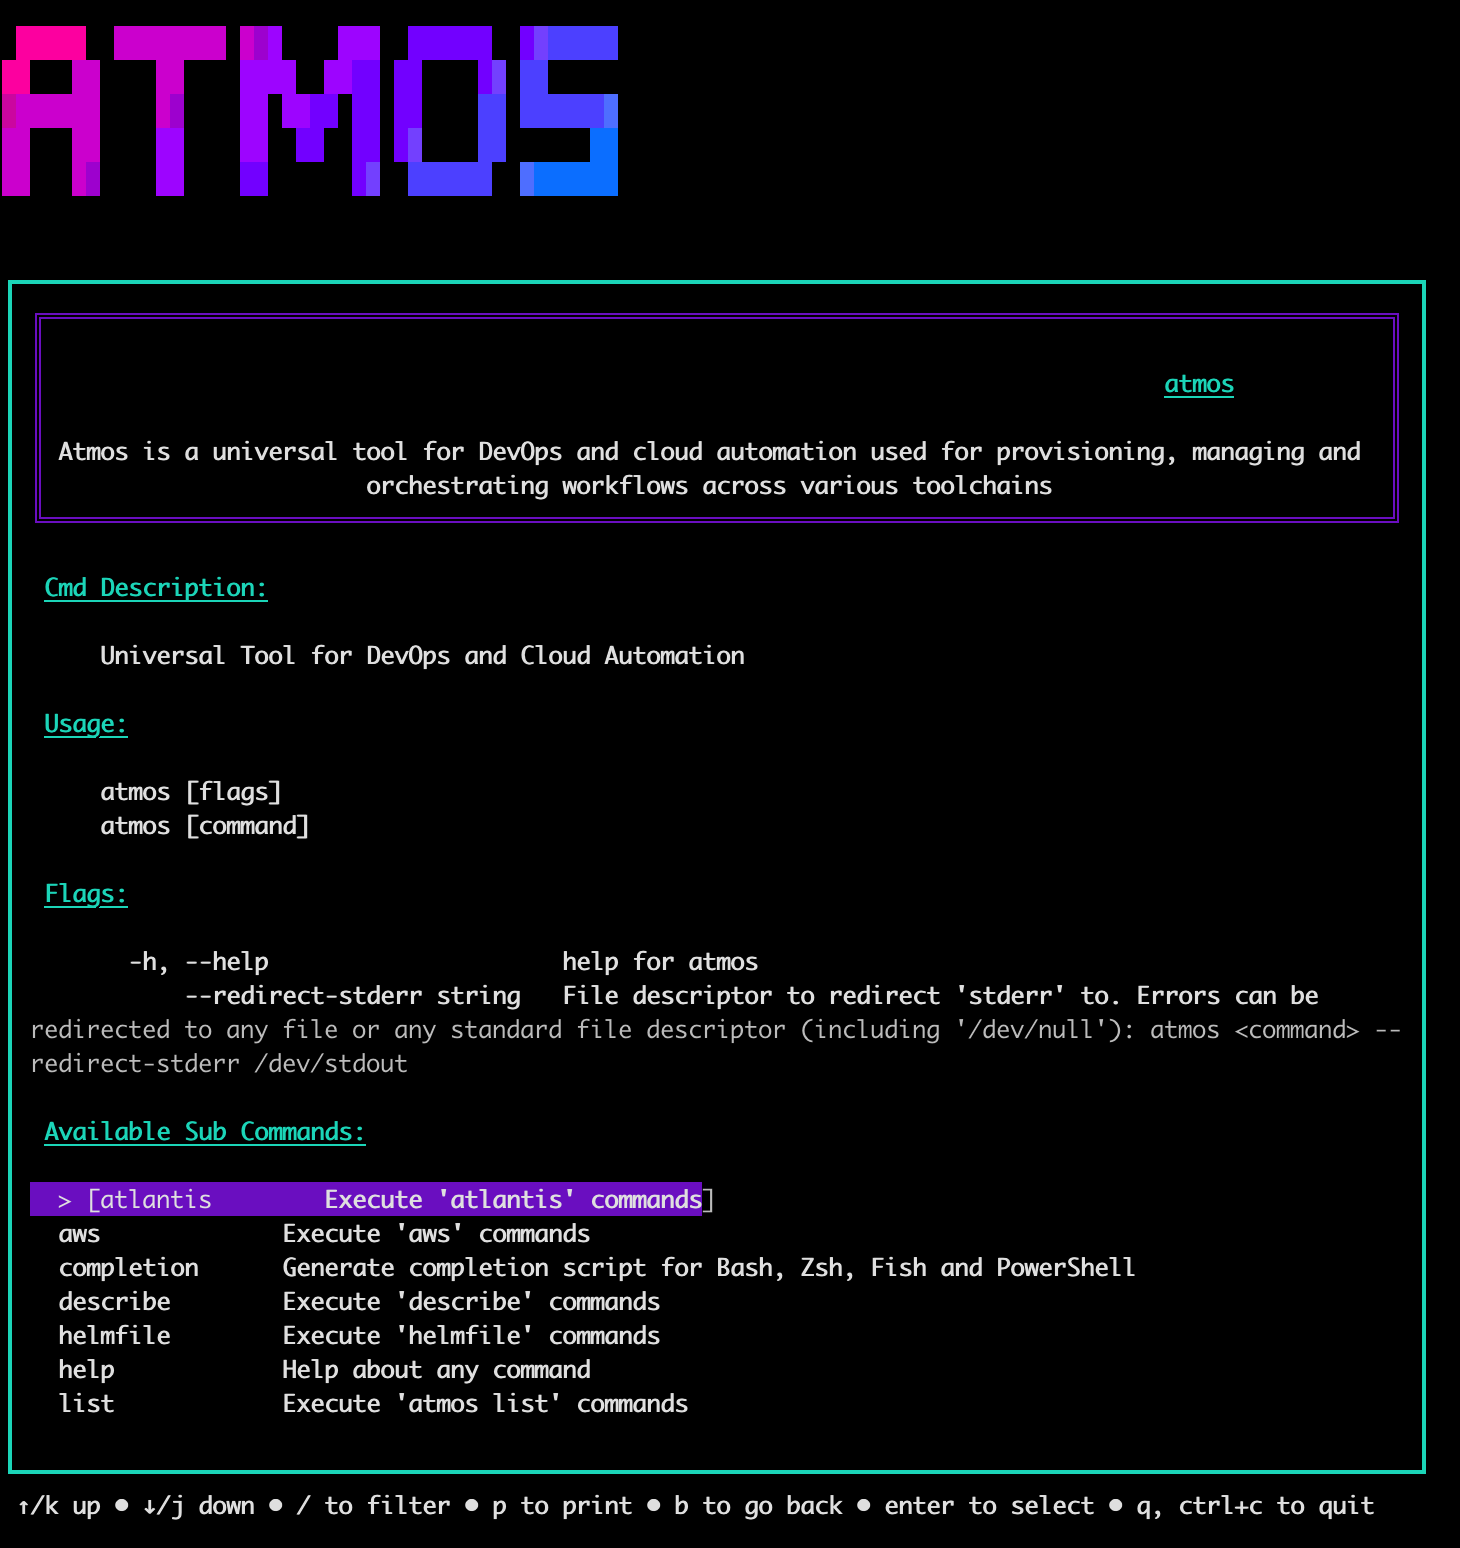 ATMOS
atmos
Atmos is a universal tool for DevOps and cloud automation used for provisioning, managing and
orchestrating workflows across various toolchains
Cmd Description:
Universal Tool for DevOps and Cloud Automation
Usage:
atmos [flags]
atmos [command]
Flags:
-h, --help help for atmos
--redirect-stderr string File descriptor to redirect 'stderr' to. Errors can be
redirected to any file or any standard file descriptor (including '/dev/null'): atmos <command> --
redirect-stderr /dev/stdout
Available Sub Commands:
> [atlantis Execute 'atlantis' commands]
aws Execute 'aws' commands
completion Generate completion script for Bash, Zsh, Fish and PowerShell
describe Execute 'describe' commands
helmfile Execute 'helmfile' commands
help Help about any command
list Execute 'atmos list' commands
↑/k up • ↓/j down • / to filter • p to print • b to go back • enter to select • q, ctrl+c to quit